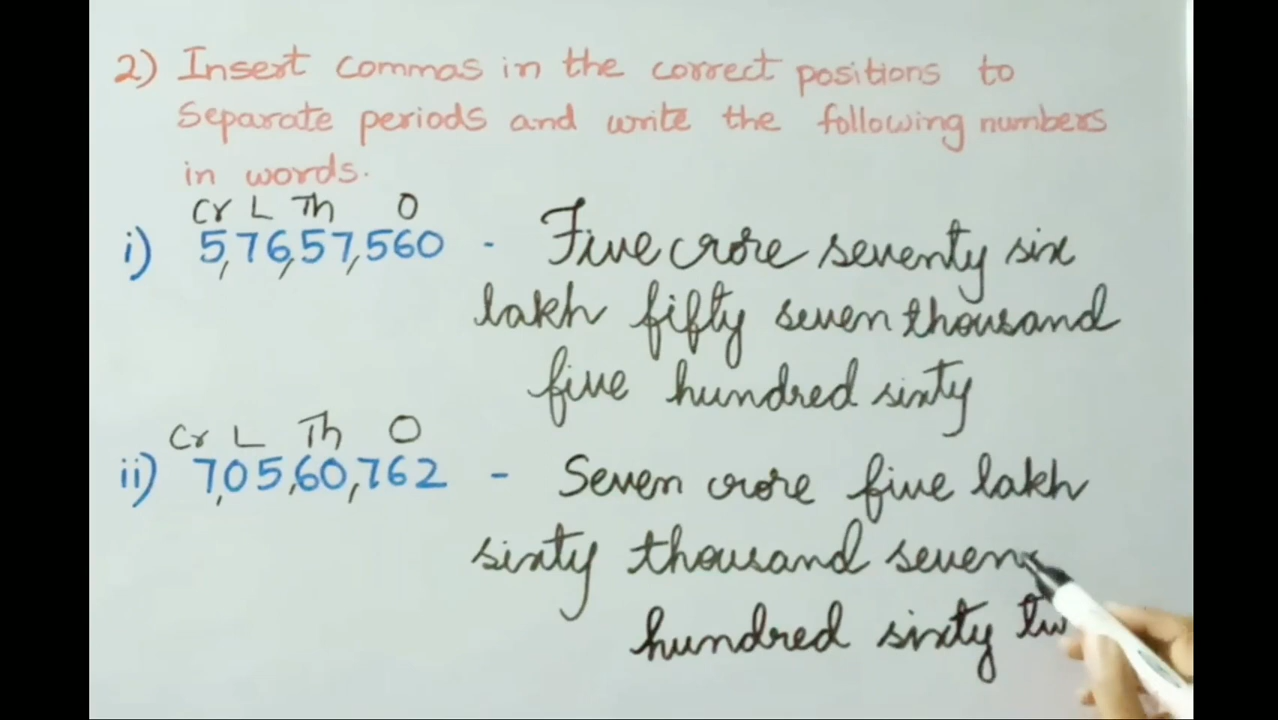 2) Insert commas in the correct positions to
separate periods and write the following numbers
in words.
Cr L Th O
i) 5,76,57,560 - Five crore seventy six
lakh fifty seven thousand
five hundred sixty
Cr L Th O
ii) 7,05,60,762 - Seven crore five lakh
sixty thousand seven
hundred sixty